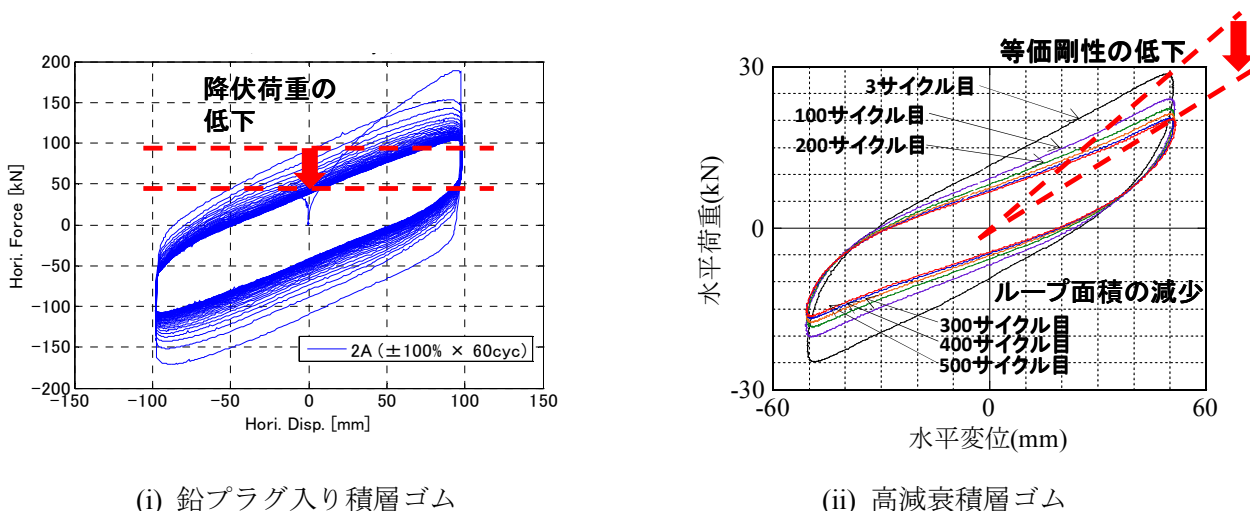 降伏荷重の
低下
200
150
100
50
0
−50
−100
−150
−200
−150
−100
−50
0
50
100
150
Hori. Force [kN]
Hori. Disp. [mm]
2A (±100% × 60cyc)
(i) 鉛プラグ入り積層ゴム
等価剛性の低下
3サイクル目
100サイクル目
200サイクル目
ループ面積の減少
300サイクル目
400サイクル目
500サイクル目
30
0
-30
-60
0
60
水平荷重(kN)
水平変位(mm)
(ii) 高減衰積層ゴム